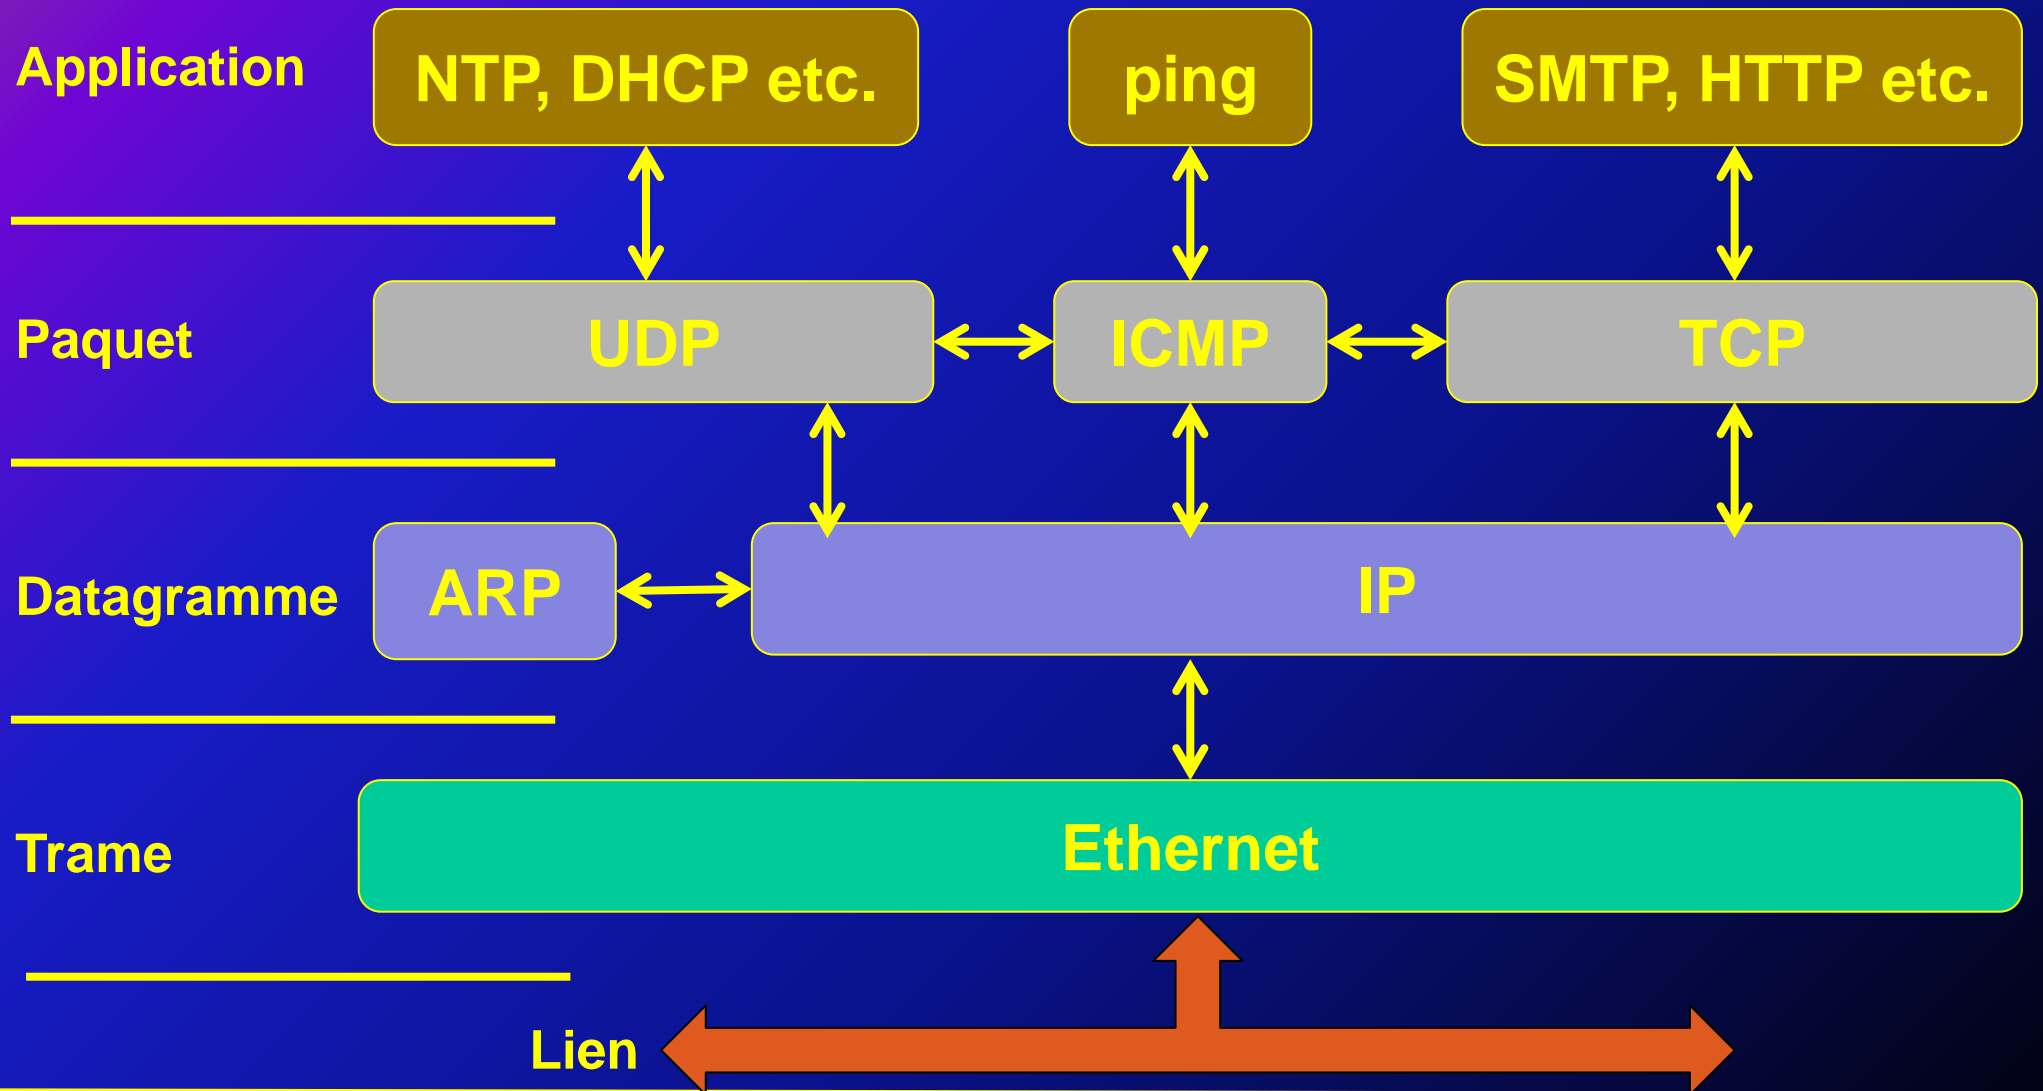 Application
NTP, DHCP etc.
ping
SMTP, HTTP etc.
Paquet
UDP
ICMP
TCP
Datagramme
ARP
IP
Trame
Ethernet
Lien